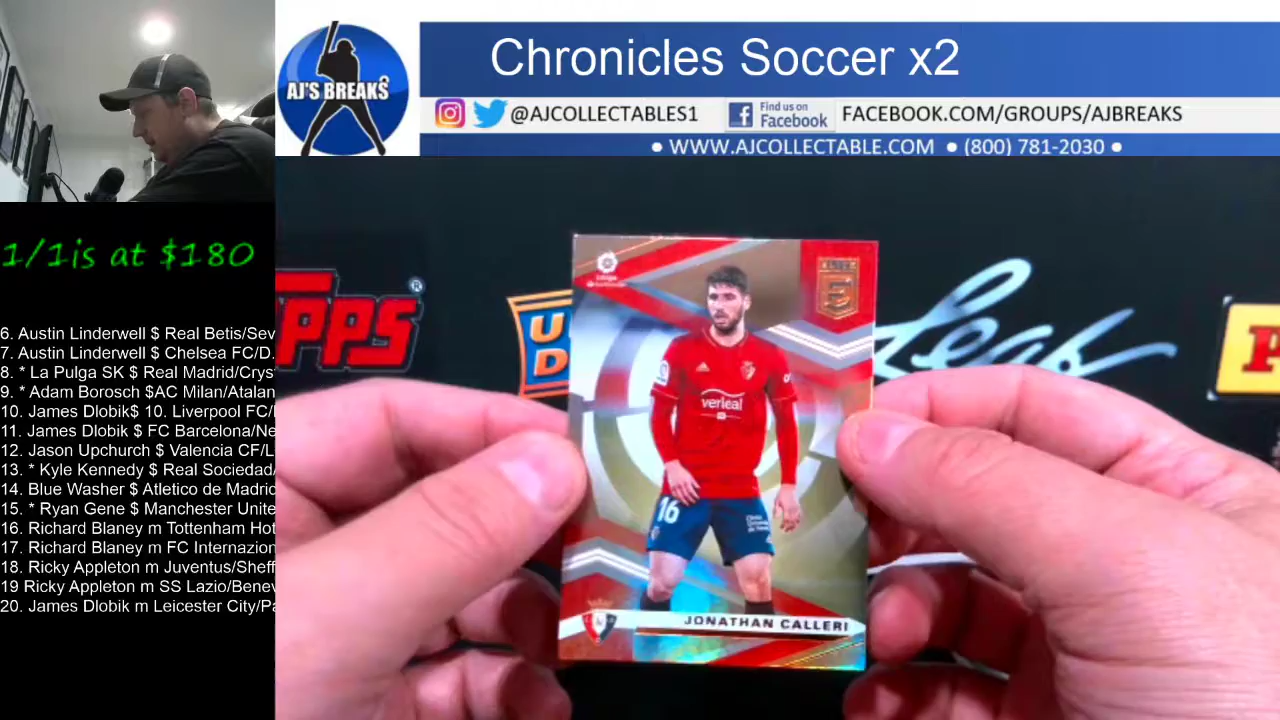 Chronicles Soccer x2
AJ'S BREAKS
@AJCOLLECTABLES1
Find us on
Facebook
FACEBOOK.COM/GROUPS/AJBREAKS
• WWW.AJCOLLECTABLE.COM • (800) 781-2030 •
1/1is at $180
6. Austin Linderwell $ Real Betis/Sev
7. Austin Linderwell $ Chelsea FC/D.
8. * La Pulga SK $ Real Madrid/Crys
9. * Adam Borosch $AC Milan/Atalan
10. James Dlobik$ 10. Liverpool FC/
11. James Dlobik $ FC Barcelona/Ne
12. Jason Upchurch $ Valencia CF/L
13. * Kyle Kennedy $ Real Sociedad/
14. Blue Washer $ Atletico de Madric
15. * Ryan Gene $ Manchester Unite
16. Richard Blaney m Tottenham Hot
17. Richard Blaney m FC Internazion
18. Ricky Appleton m Juventus/Sheff
19 Ricky Appleton m SS Lazio/Benev
20. James Dlobik m Leicester City/Pa
TOPPS
®
U
D
Leaf
P
E
verleal
16
JONATHAN CALLERI